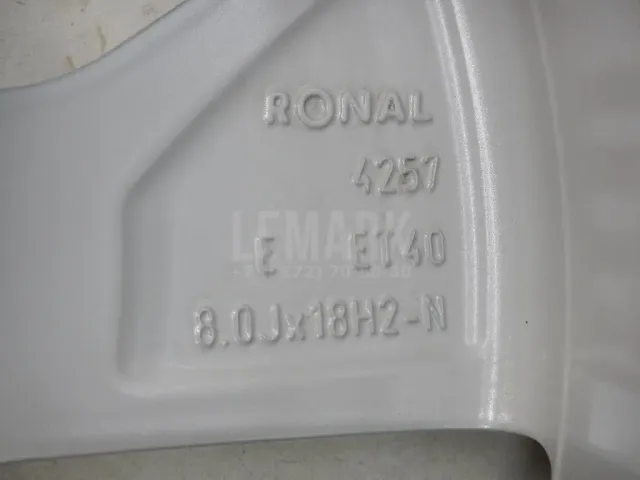 RONAL
4257
LEMARK
E ET40
8.0Jx18H2-N